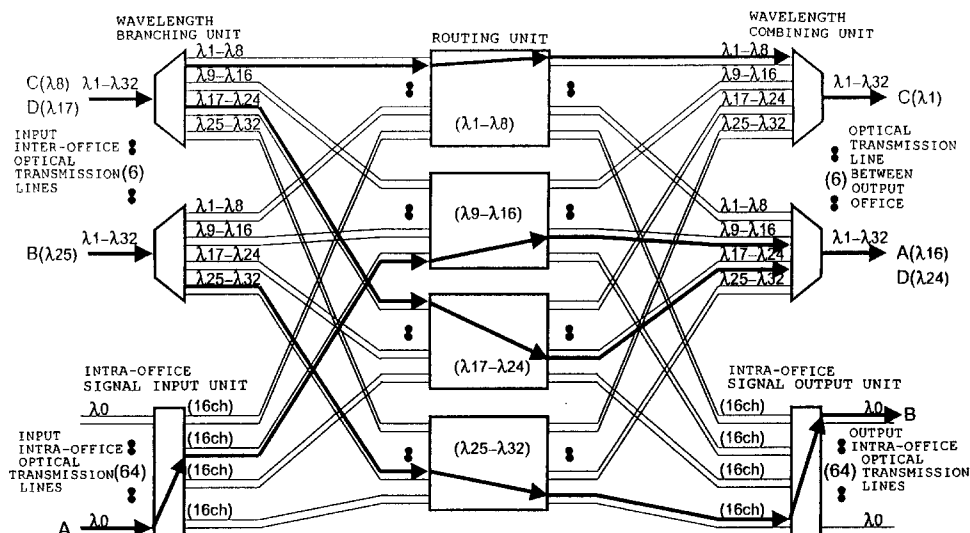 WAVELENGTH
BRANCHING UNIT
ROUTING UNIT
WAVELENGTH
COMBINING UNIT
λ1–λ8
λ9–λ16
λ17–λ24
λ25–λ32
C(λ8)
D(λ17)
λ1–λ32
(λ1–λ8)
λ1–λ8
λ9–λ16
λ17–λ24
λ25–λ32
λ1–λ32
C(λ1)
INPUT
INTER-OFFICE
OPTICAL
TRANSMISSION(6)
LINES
OPTICAL
TRANSMISSION
LINE
(6) BETWEEN
OUTPUT
OFFICE
λ1–λ8
λ9–λ16
λ17–λ24
λ25–λ32
λ1–λ32
B(λ25)
(λ9–λ16)
λ1–λ8
λ9–λ16
λ17–λ24
λ25–λ32
λ1–λ32
A(λ16)
D(λ24)
(λ17–λ24)
INTRA-OFFICE
SIGNAL INPUT UNIT
INTRA-OFFICE
SIGNAL OUTPUT UNIT
λ0
(16ch)
(16ch)
(16ch)
(16ch)
INPUT
INTRA-OFFICE
OPTICAL
TRANSMISSION(64)
LINES
A
λ0
(λ25–λ32)
(16ch)
(16ch)
(16ch)
(16ch)
λ0
B
OUTPUT
INTRA-OFFICE
(64) OPTICAL
TRANSMISSION
LINES
λ0